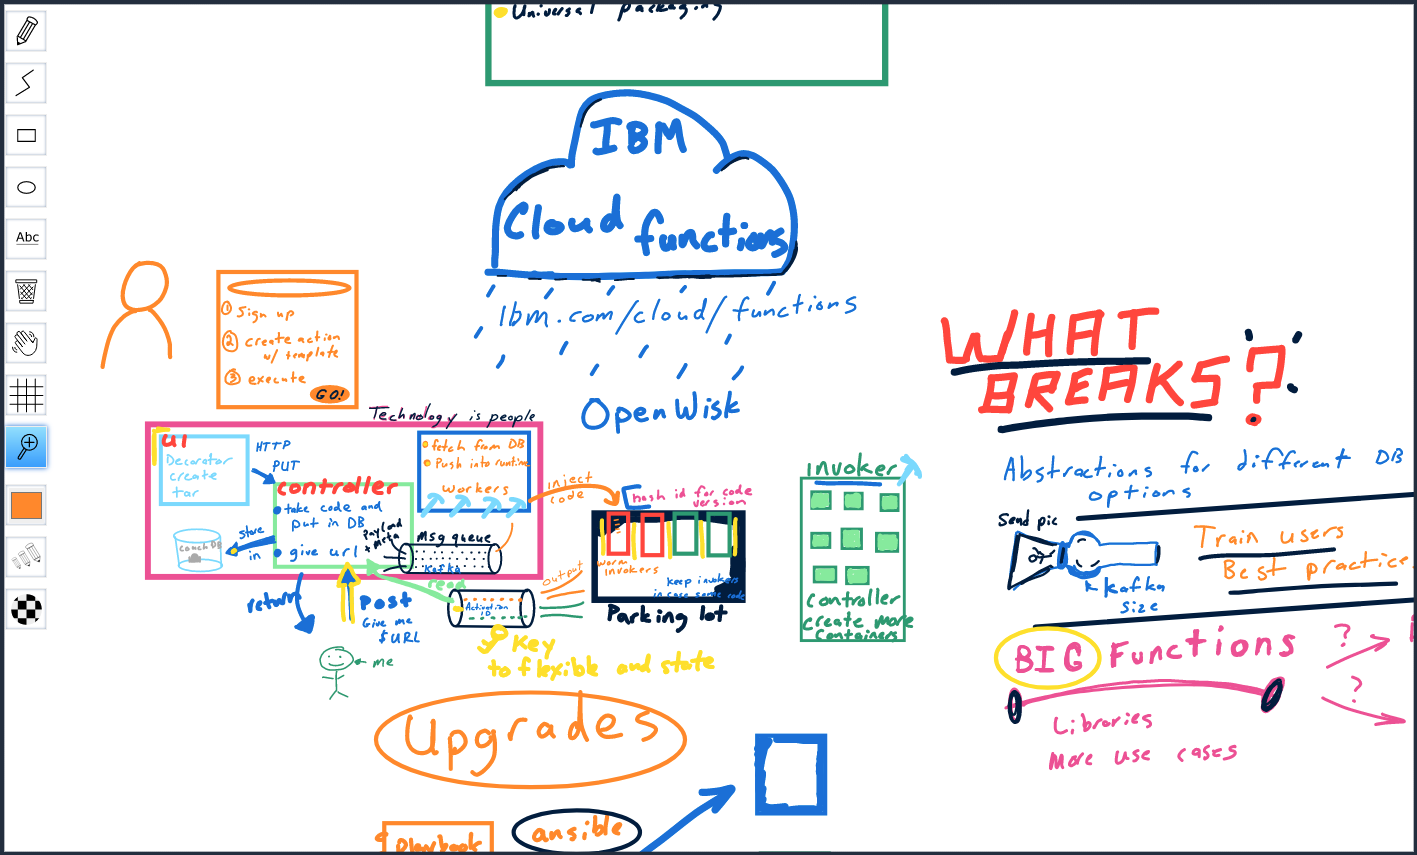 Universal packaging
IBM
Cloud functions
Ibm.com/cloud/functions
OpenWisk
Abc
① Sign up
② create action
w/ template
③ execute
GO!
Technology is people
ui
Decorator
create
tar
HTTP
PUT
controller
take code and
put in DB
give url
store
in
CouchDB
fetch from DB
Push into runtime
Workers
Payload
+ Meta
Msg queue
Kafka
inject
code
hash id for code
version
warm
invokers
keep invokers
in case same code
Parking lot
output
read
Activation
ID
return
Post
Give me
$URL
me
Key
to flexible and state
invoker
Controller
create more
Containers
WHAT
BREAKS?
Abstractions for different DB
options
Send pic
Kafka
Size
Train users
Best practice
BIG Functions
?
?
Libraries
More use cases
Upgrades
Playbook
ansible